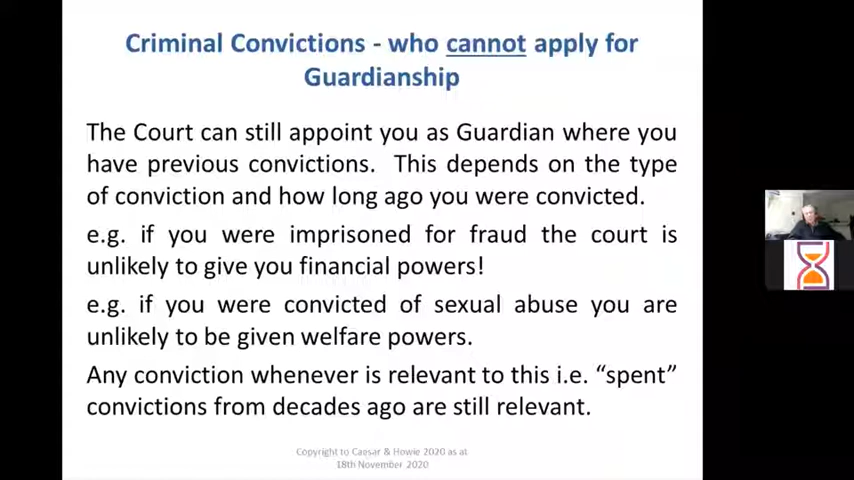 Criminal Convictions - who cannot apply for
Guardianship
The Court can still appoint you as Guardian where you
have previous convictions. This depends on the type
of conviction and how long ago you were convicted.
e.g. if you were imprisoned for fraud the court is
unlikely to give you financial powers!
e.g. if you were convicted of sexual abuse you are
unlikely to be given welfare powers.
Any conviction whenever is relevant to this i.e. “spent”
convictions from decades ago are still relevant.
Copyright to Caesar & Howie 2020 as at
18th November 2020